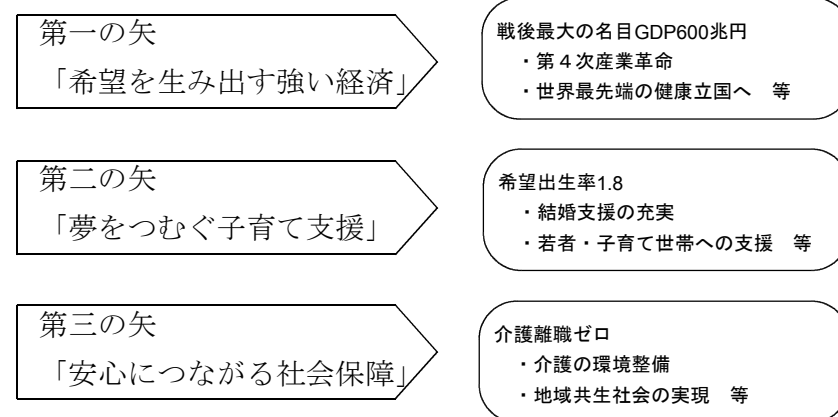 第一の矢
「希望を生み出す強い経済」
戦後最大の名目GDP600兆円
・第４次産業革命
・世界最先端の健康立国へ　等
第二の矢
「夢をつむぐ子育て支援」
希望出生率1.8
・結婚支援の充実
・若者・子育て世帯への支援　等
第三の矢
「安心につながる社会保障」
介護離職ゼロ
・介護の環境整備
・地域共生社会の実現　等